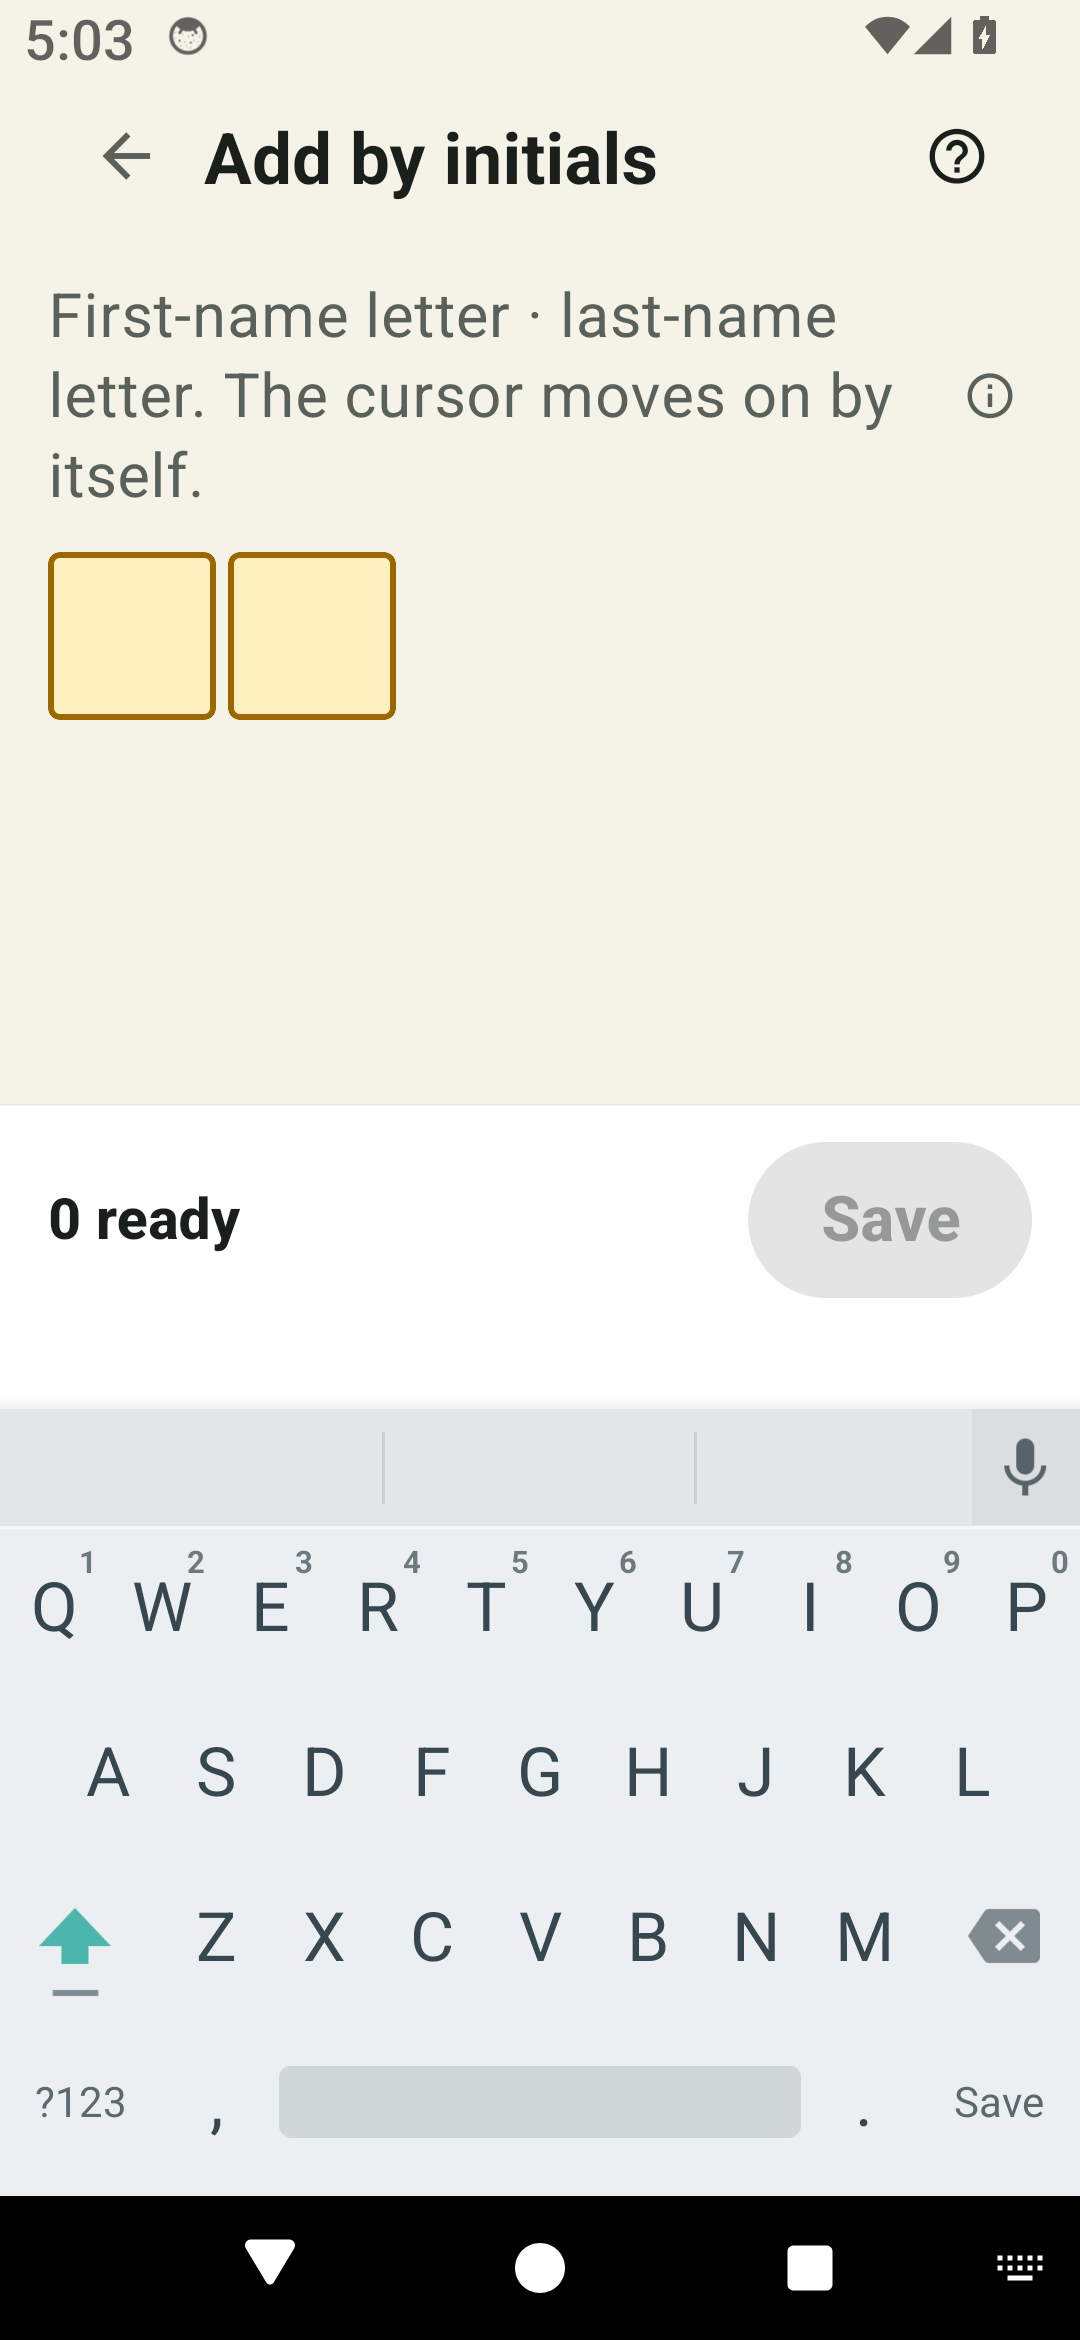 5:03
Add by initials
First-name letter · last-name
letter. The cursor moves on by
itself.
0 ready
Save
1 2 3 4 5 6 7 8 9 0
Q W E R T Y U I O P
A S D F G H J K L
Z X C V B N M
?123 , . Save